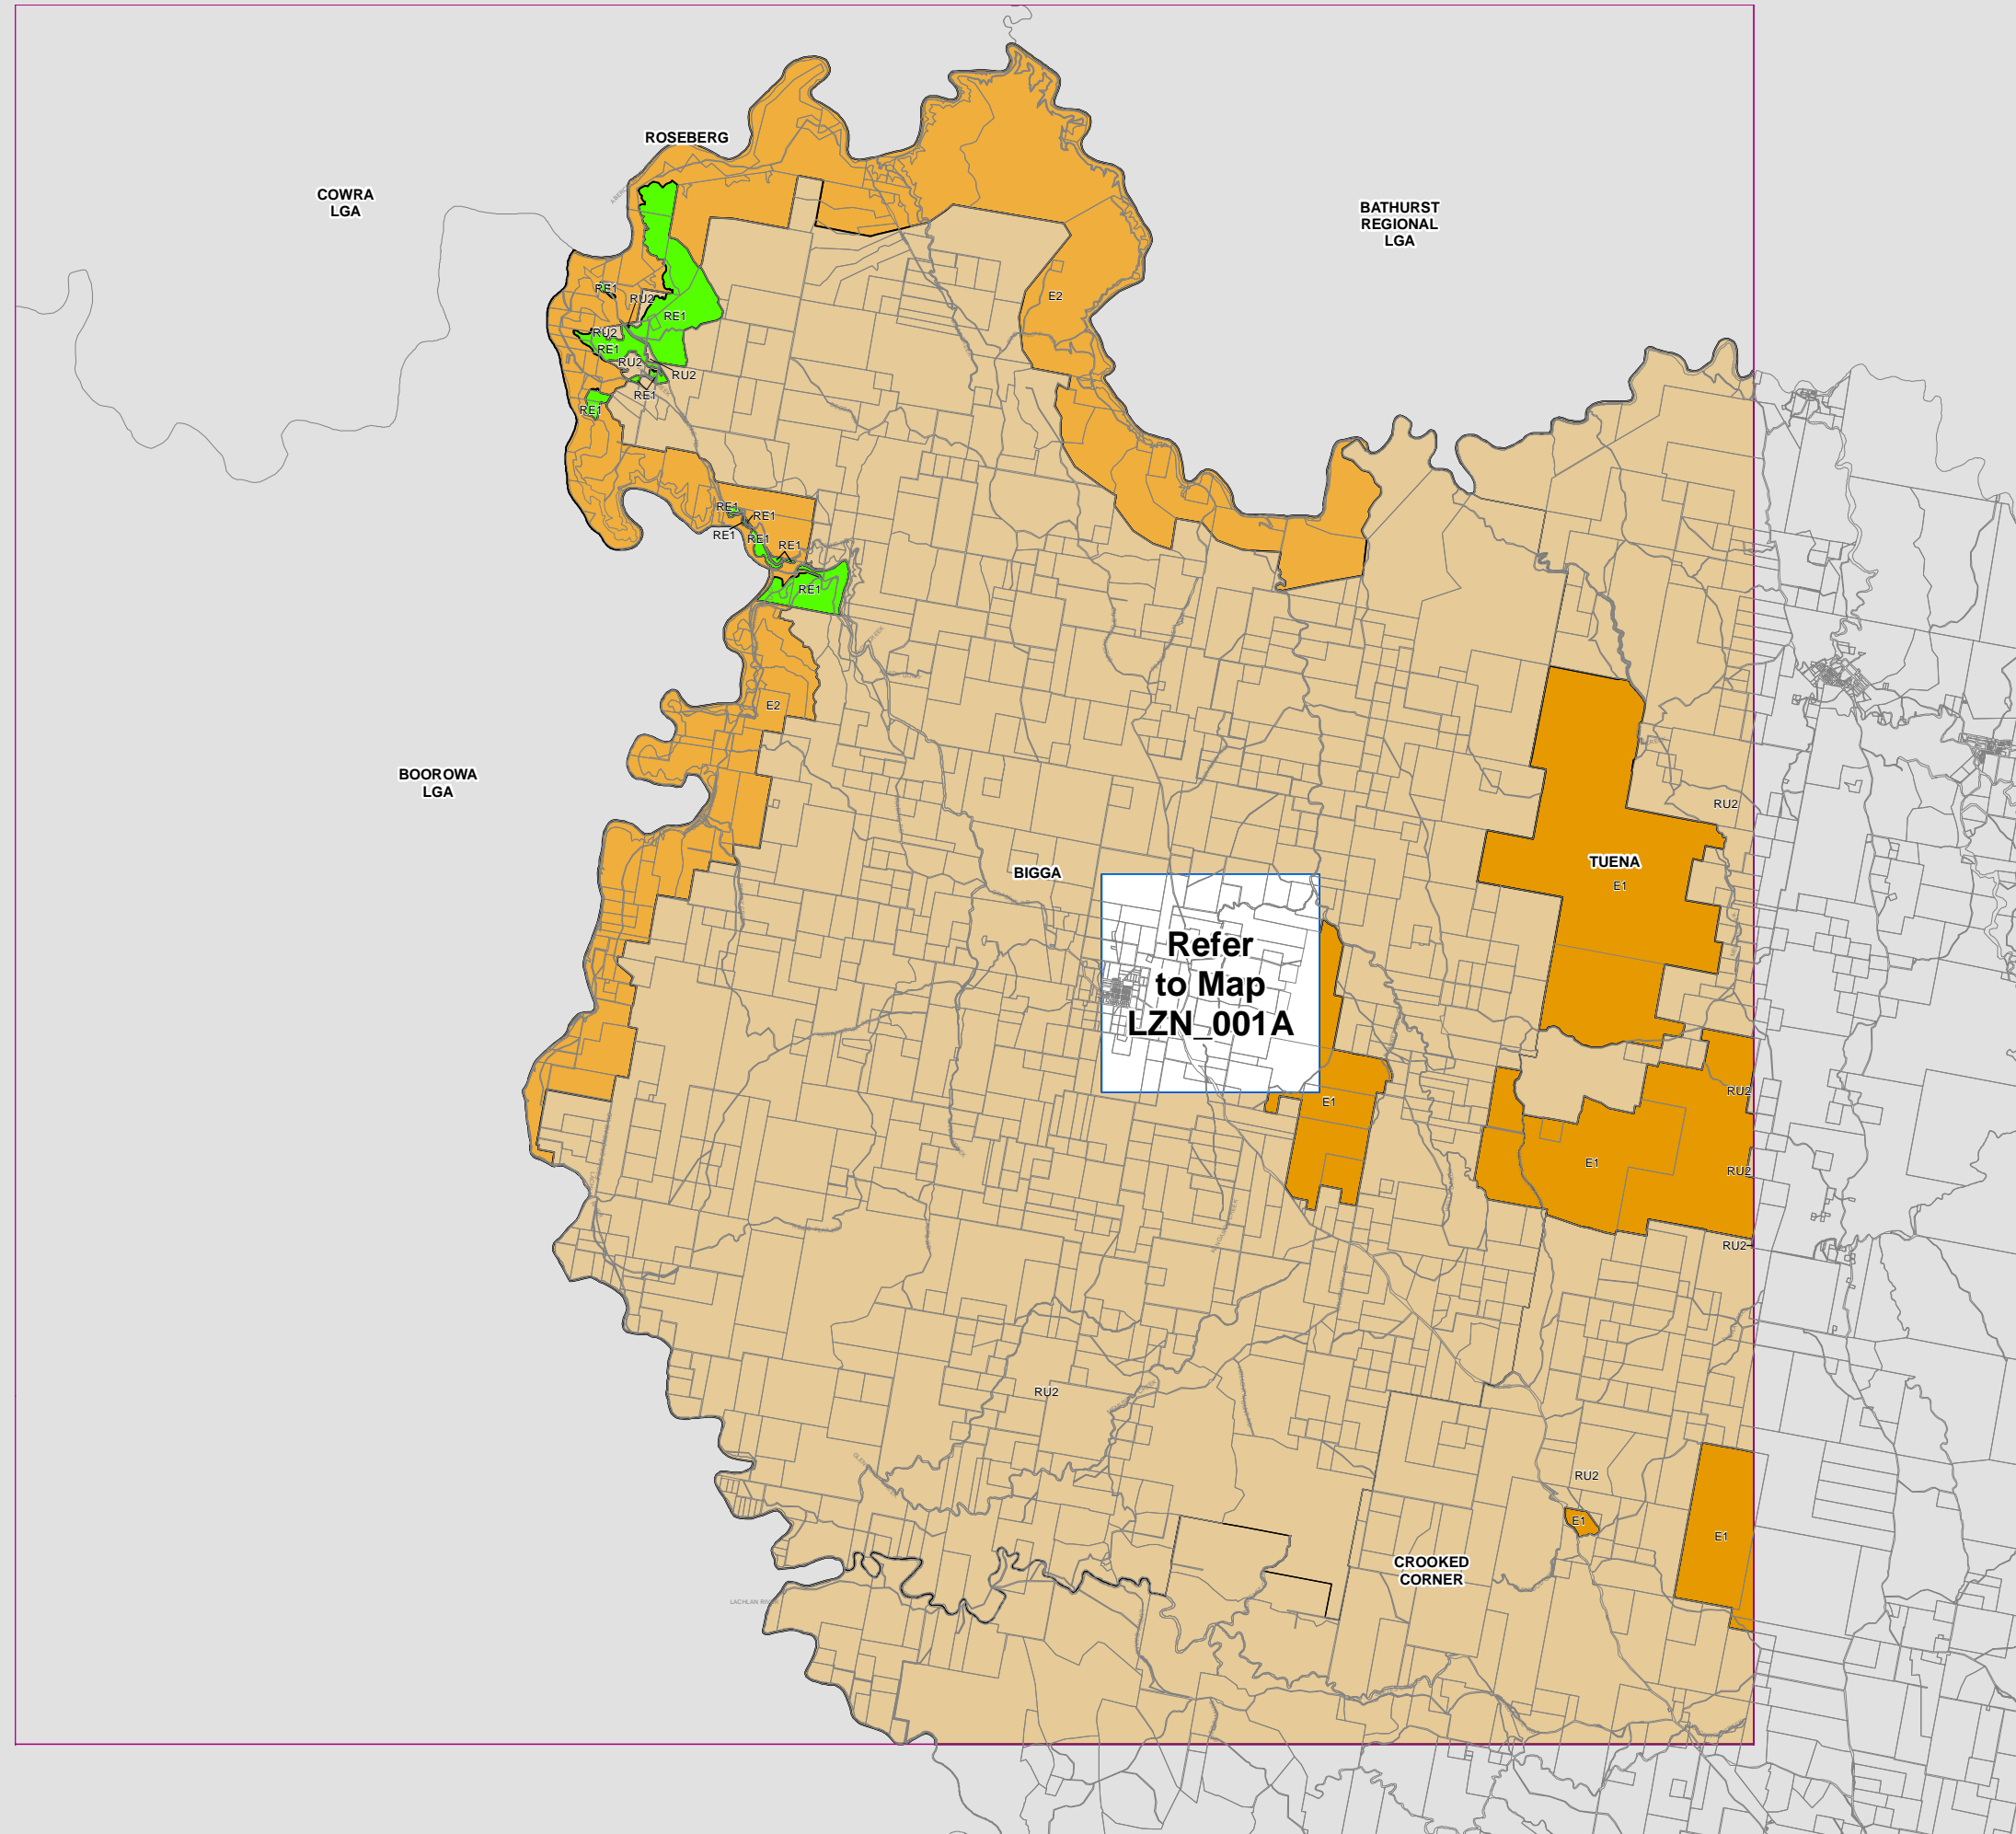 ROSEBERG
COWRA
LGA
BATHURST
REGIONAL
LGA
RE1
RU2
E2
RE1
RU2
RE1
RU2
RU2
RE1
RE1
RE1
RE1
RE1
RE1
RE1
RE1
E2
BOOROWA
LGA
RU2
BIGGA
TUENA
E1
Refer
to Map
LZN_001A
E1
RU2
E1
RU2
RU2
RU2
RU2
E1
E1
CROOKED
CORNER
LACHLAN RIVER